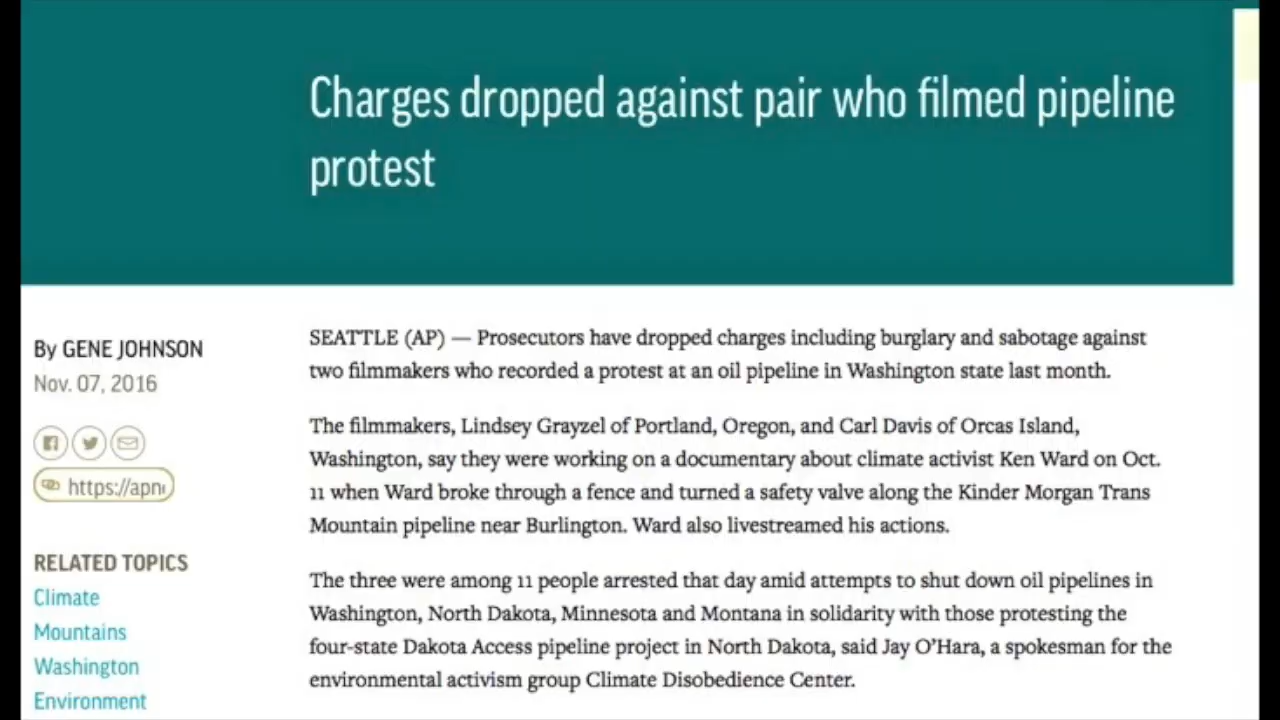 Charges dropped against pair who filmed pipeline
protest
By GENE JOHNSON
Nov. 07, 2016
https://apn
RELATED TOPICS
Climate
Mountains
Washington
Environment
SEATTLE (AP) — Prosecutors have dropped charges including burglary and sabotage against
two filmmakers who recorded a protest at an oil pipeline in Washington state last month.
The filmmakers, Lindsey Grayzel of Portland, Oregon, and Carl Davis of Orcas Island,
Washington, say they were working on a documentary about climate activist Ken Ward on Oct.
11 when Ward broke through a fence and turned a safety valve along the Kinder Morgan Trans
Mountain pipeline near Burlington. Ward also livestreamed his actions.
The three were among 11 people arrested that day amid attempts to shut down oil pipelines in
Washington, North Dakota, Minnesota and Montana in solidarity with those protesting the
four-state Dakota Access pipeline project in North Dakota, said Jay O'Hara, a spokesman for the
environmental activism group Climate Disobedience Center.